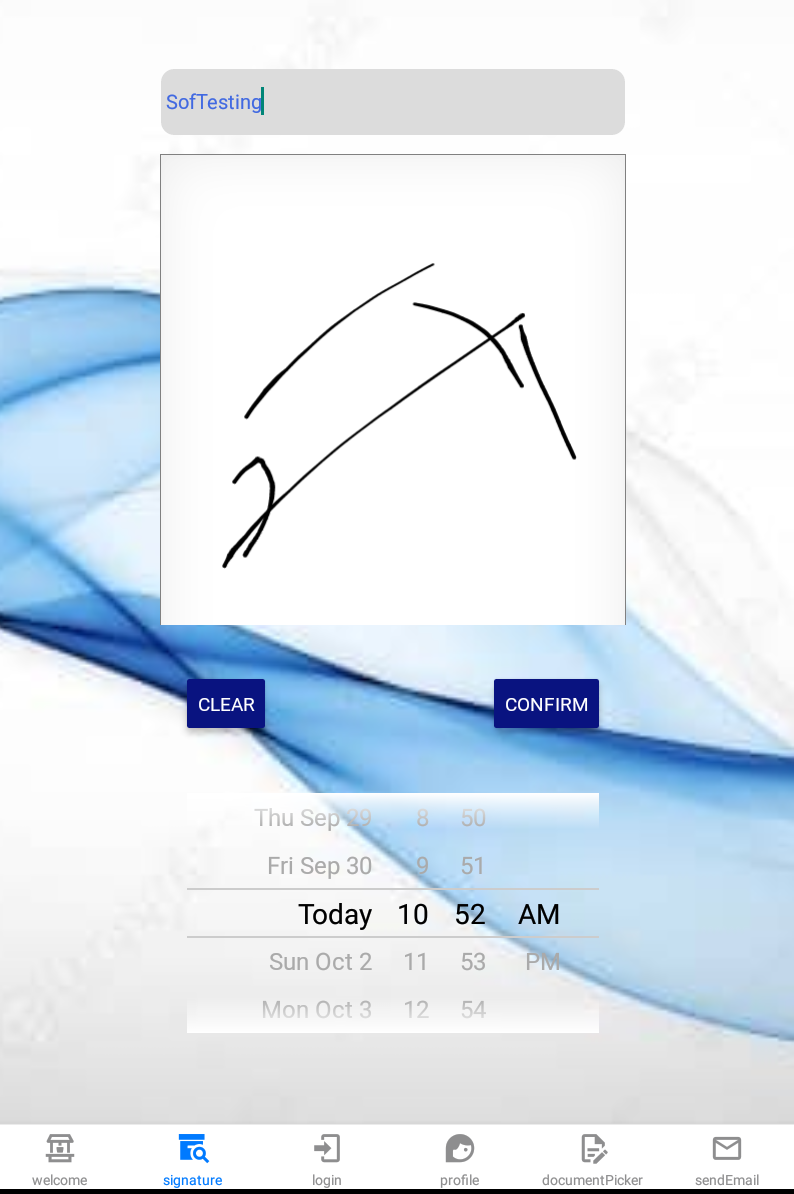 SofTesting
CLEAR CONFIRM
Thu Sep 29 8 50
Fri Sep 30 9 51
Today 10 52 AM
Sun Oct 2 11 53 PM
Mon Oct 3 12 54
welcome signature login profile documentPicker sendEmail